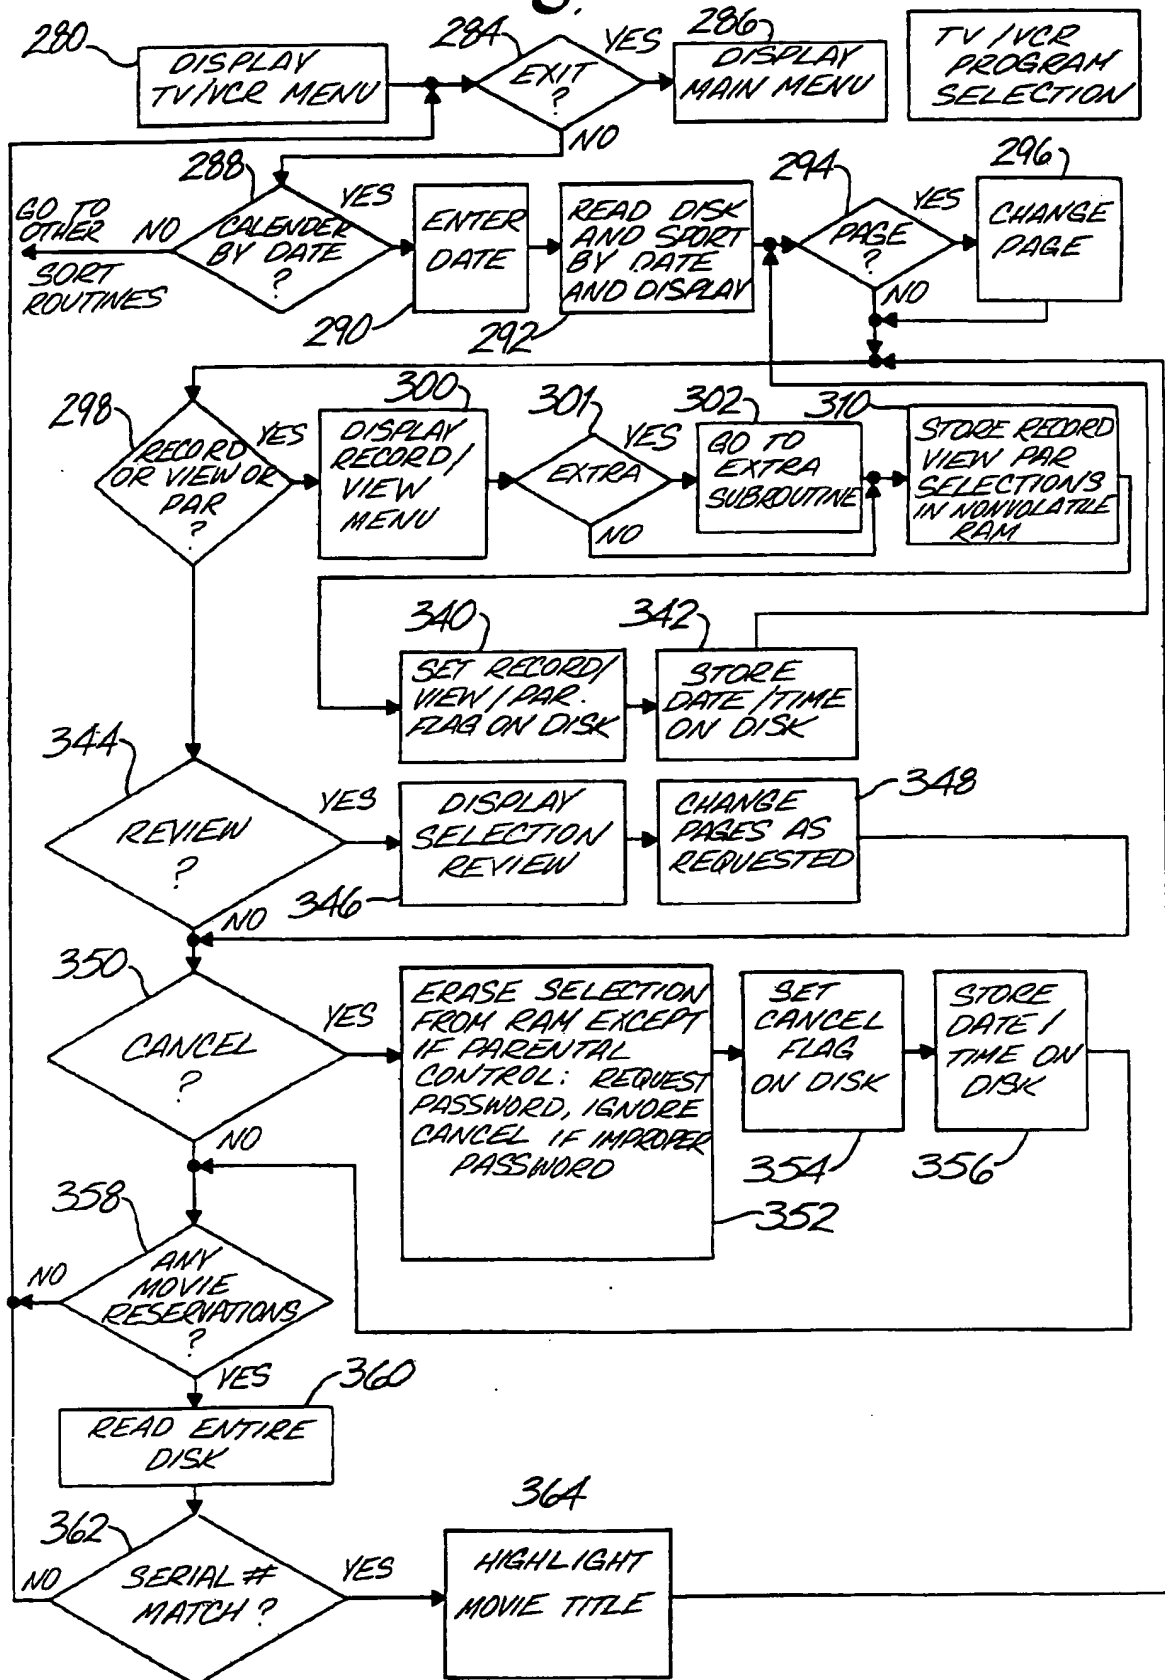 8.
280
DISPLAY
TV/VCR MENU
284
EXIT
?
YES
NO
286
DISPLAY
MAIN MENU
TV/VCR
PROGRAM
SELECTION
288
CALENDER
BY DATE
?
YES
NO
GO TO
OTHER
SORT
ROUTINES
ENTER
DATE
290
READ DISK
AND SPORT
BY DATE
AND DISPLAY
292
294
PAGE
?
YES
NO
296
CHANGE
PAGE
298
RECORD
OR VIEW OR
PAR
?
YES
300
DISPLAY
RECORD/
VIEW
MENU
301
EXTRA
YES
NO
302
GO TO
EXTRA
SUBROUTINE
310
STORE RECORD
VIEW PAR
SELECTIONS
IN NONVOLATILE
RAM
340
SET RECORD/
VIEW/PAR.
FLAG ON DISK
342
STORE
DATE/TIME
ON DISK
344
REVIEW
?
YES
NO
DISPLAY
SELECTION
REVIEW
346
CHANGE
PAGES AS
REQUESTED
348
350
CANCEL
?
YES
NO
ERASE SELECTION
FROM RAM EXCEPT
IF PARENTAL
CONTROL: REQUEST
PASSWORD, IGNORE
CANCEL IF IMPROPER
PASSWORD
352
SET
CANCEL
FLAG
ON DISK
354
STORE
DATE/
TIME ON
DISK
356
358
ANY
MOVIE
RESERVATIONS
?
NO
YES
360
READ ENTIRE
DISK
362
SERIAL #
MATCH ?
NO
YES
364
HIGHLIGHT
MOVIE TITLE